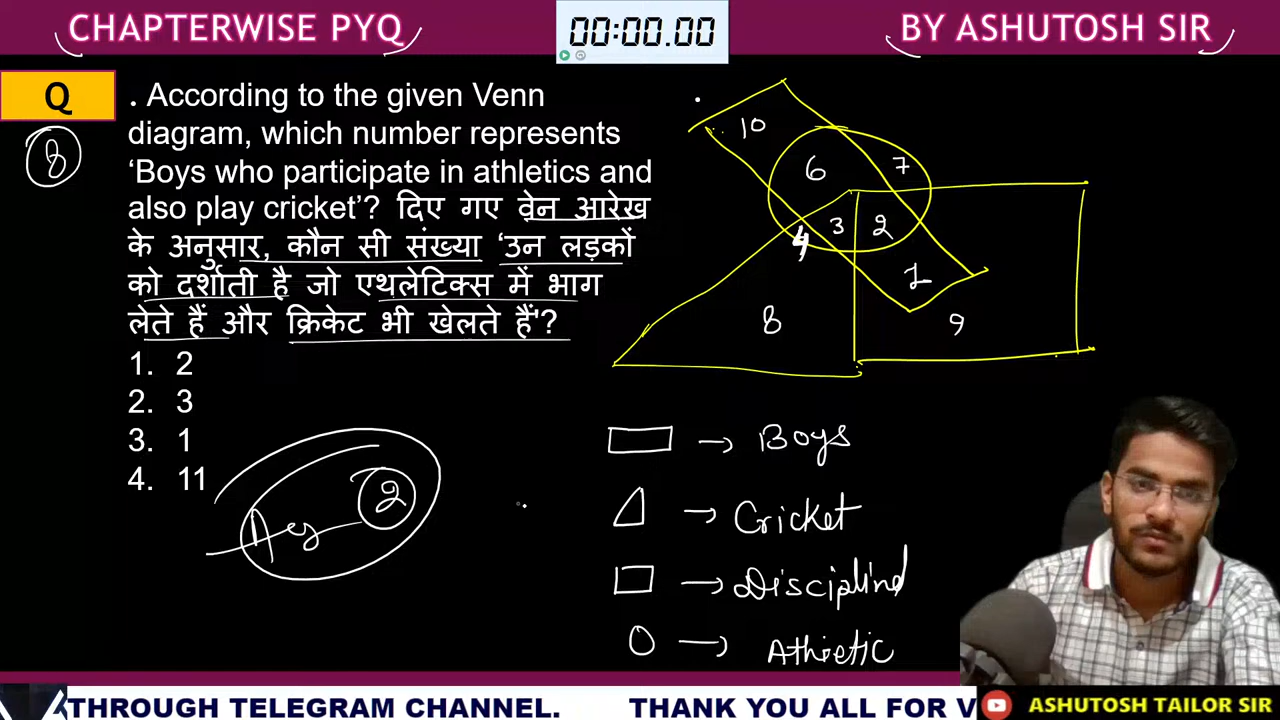 CHAPTERWISE PYQ
00:00.00
BY ASHUTOSH SIR
Q
8
. According to the given Venn
diagram, which number represents
‘Boys who participate in athletics and
also play cricket’? दिए गए वेन आरेख
के अनुसार, कौन सी संख्या 'उन लड़कों
को दर्शाती है जो एथलेटिक्स में भाग
लेते हैं और क्रिकेट भी खेलते हैं'?
1. 2
2. 3
3. 1
4. 11
2
10
6
7
3
2
4
1
8
9
Boys
Cricket
Athletic
THROUGH TELEGRAM CHANNEL.
THANK YOU ALL FOR V
ASHUTOSH TAILOR SIR